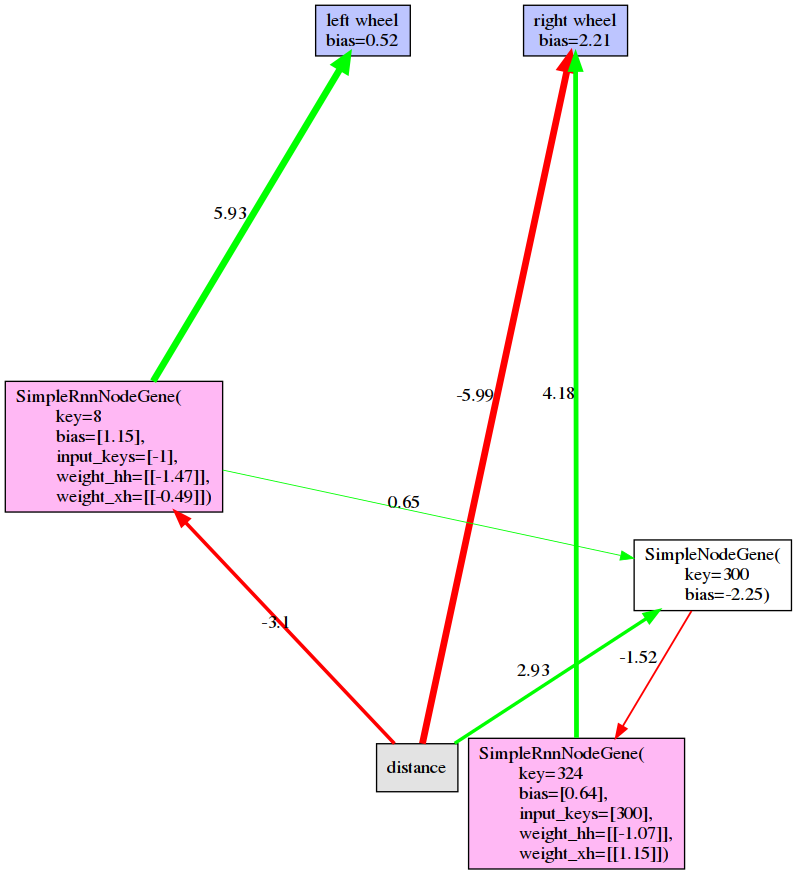 left wheel
bias=0.52
right wheel
bias=2.21
5.93
-5.99
4.18
SimpleRnnNodeGene(
key=8
bias=[1.15],
input_keys=[-1],
weight_hh=[[-1.47]],
weight_xh=[[-0.49]])
0.65
SimpleNodeGene(
key=300
bias=-2.25)
-3.1
2.93
-1.52
distance
SimpleRnnNodeGene(
key=324
bias=[0.64],
input_keys=[300],
weight_hh=[[-1.07]],
weight_xh=[[1.15]])